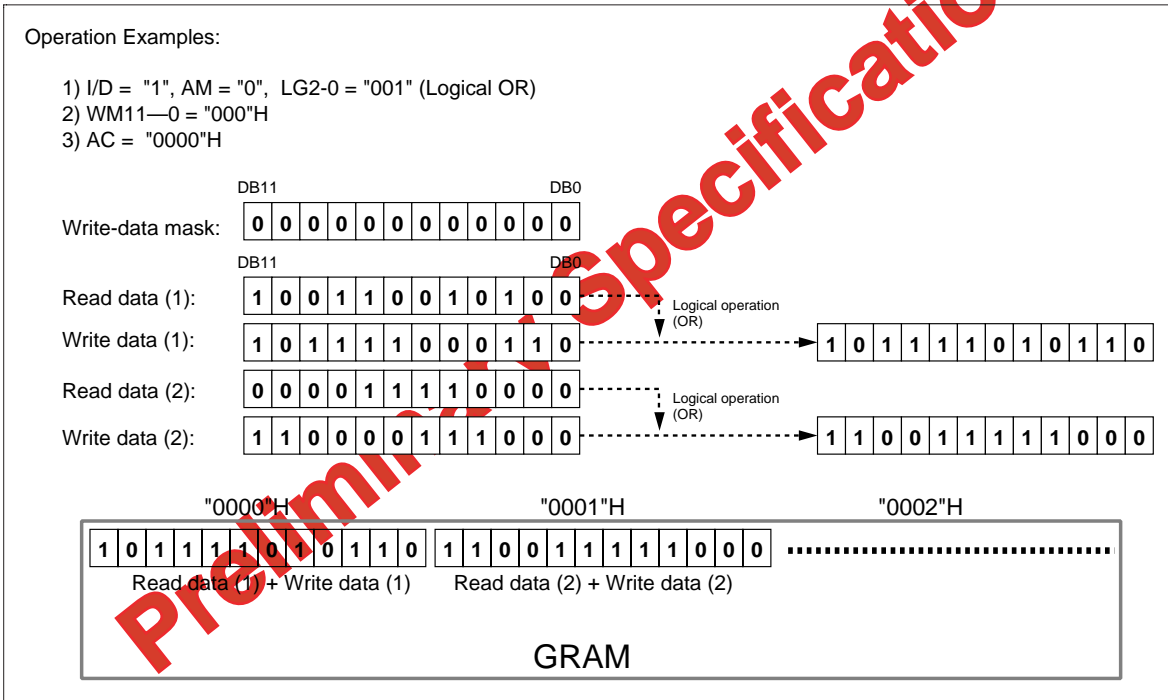 Operation Examples:
1) I/D = "1", AM = "0", LG2-0 = "001" (Logical OR)
2) WM11—0 = "000"H
3) AC = "0000"H
DB11 DB0
Write-data mask: 0 0 0 0 0 0 0 0 0 0 0 0
DB11 DB0
Read data (1): 1 0 0 1 1 0 0 1 0 1 0 0
Logical operation
(OR)
Write data (1): 1 0 1 1 1 1 0 0 0 1 1 0 1 0 1 1 1 1 0 1 0 1 1 0
Read data (2): 0 0 0 0 1 1 1 1 0 0 0 0
Logical operation
(OR)
Write data (2): 1 1 0 0 0 0 1 1 1 0 0 0 1 1 0 0 1 1 1 1 1 0 0 0
"0000"H "0001"H "0002"H
1 0 1 1 1 1 0 1 0 1 1 0 1 1 0 0 1 1 1 1 1 0 0 0
Read data (1) + Write data (1) Read data (2) + Write data (2)
GRAM
Preliminary Specificatio